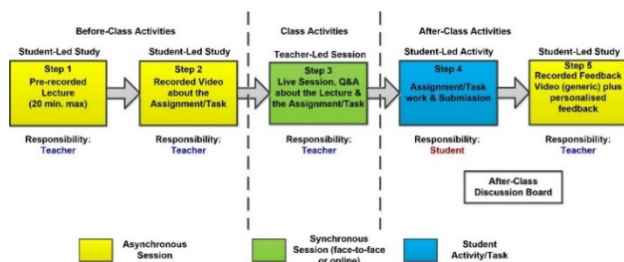 Before-Class Activities
Class Activities
After-Class Activities
Student-Led Study
Step 1
Pre-recorded
Lecture
(20 min. max)
Responsibility:
Teacher
Student-Led Study
Step 2
Recorded Video
about the
Assignment/Task
Responsibility:
Teacher
Teacher-Led Session
Step 3
Live Session, Q&A
about the Lecture &
the Assignment/Task
Responsibility:
Teacher
Student-Led Activity
Step 4
Assignment/Task
work & Submission
Responsibility:
Student
Student-Led Study
Step 5
Recorded Feedback
Video (generic) plus
personalised
feedback
Responsibility:
Teacher
After-Class
Discussion Board
Asynchronous
Session
Synchronous
Session (face-to-face
or online)
Student
Activity/Task